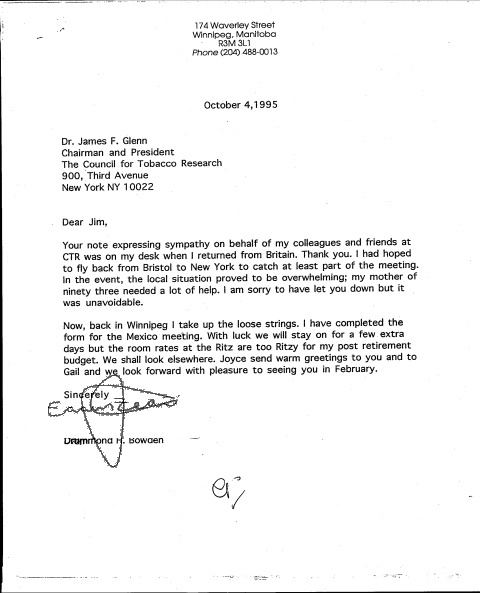 174 Waverley Street
Winnipeg, Manitoba
R3M 3L1
Phone (204) 488-0013
October 4,1995
Dr. James F. Glenn
Chairman and President
The Council for Tobacco Research
900, Third Avenue
New York NY 10022
Dear Jim,
Your note expressing sympathy on behalf of my colleagues and friends at
CTR was on my desk when I returned from Britain. Thank you. I had hoped
to fly back from Bristol to New York to catch at least part of the meeting.
In the event, the local situation proved to be overwhelming; my mother of
ninety three needed a lot of help. I am sorry to have let you down but it
was unavoidable.
Now, back in Winnipeg I take up the loose strings. I have completed the
form for the Mexico meeting. With luck we will stay on for a few extra
days but the room rates at the Ritz are too Ritzy for my post retirement
budget. We shall look elsewhere. Joyce send warm greetings to you and to
Gail and we look forward with pleasure to seeing you in February.
Sincerely
Drummond H. Bowden